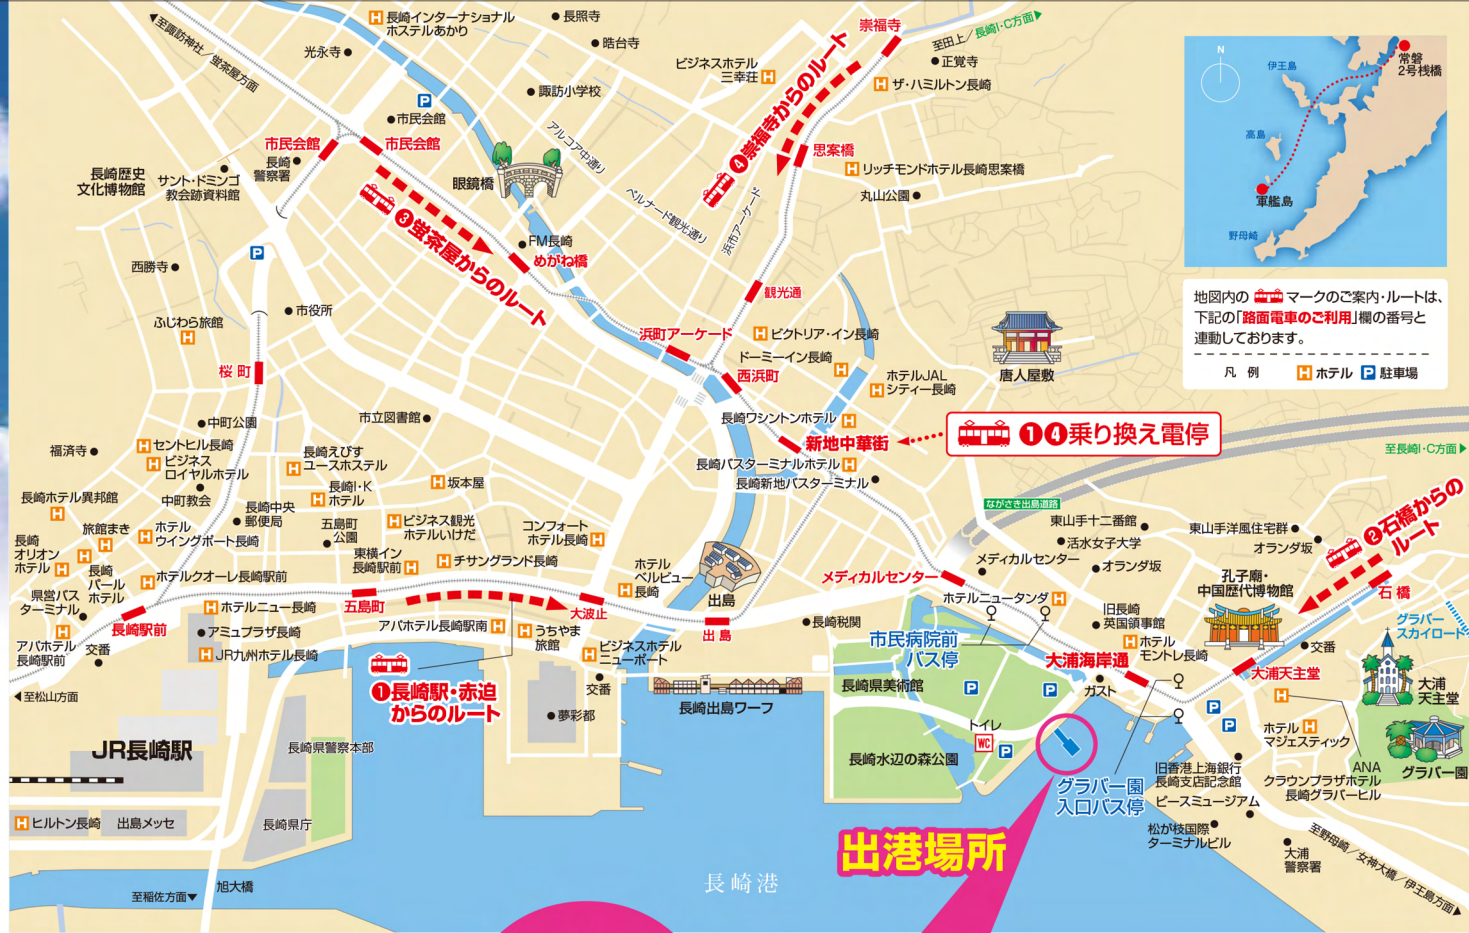 長崎インターナショナル
ホステルあかり
長照寺
晧台寺
光永寺
至諏訪神社／蛍茶屋方面
崇福寺
至田上／長崎I・C方面
正覚寺
ビジネスホテル
三幸荘
ザ・ハミルトン長崎
諏訪小学校
市民会館
アルコア中通り
❹崇福寺からのルート
市民会館
市民会館
長崎
警察署
長崎歴史
文化博物館
サント・ドミンゴ
教会跡資料館
眼鏡橋
思案橋
リッチモンドホテル長崎思案橋
丸山公園
ベルナード観光通り
浜市アーケード
❸蛍茶屋からのルート
FM長崎
めがね橋
西勝寺
市役所
ふじわら旅館
観光通
浜町アーケード
ビクトリア・イン長崎
ドーミーイン長崎
西浜町
ホテルJAL
シティー長崎
唐人屋敷
桜町
中町公園
市立図書館
長崎ワシントンホテル
新地中華街
❶❹乗り換え電停
長崎バスターミナルホテル
長崎新地バスターミナル
至長崎I・C方面
福済寺
セントヒル長崎
ビジネス
ロイヤルホテル
長崎えびす
ユースホステル
長崎I・K
ホテル
坂本屋
中町教会
長崎ホテル異邦館
旅館まき
ホテル
ウイングポート長崎
長崎中央
郵便局
五島町
公園
ビジネス観光
ホテルいけだ
コンフォート
ホテル長崎
長崎
オリオン
ホテル
長崎
パール
ホテル
東横イン
長崎駅前
チサングランド長崎
ホテルクオーレ長崎駅前
ホテル
ベルビュー
長崎
出島
県営バス
ターミナル
長崎駅前
ホテルニュー長崎
五島町
大波止
出島
アパホテル
長崎駅前
交番
アミュプラザ長崎
JR九州ホテル長崎
アパホテル長崎駅南
うちやま
旅館
ビジネスホテル
ニューポート
交番
長崎税関
至松山方面
❶長崎駅・赤迫
からのルート
夢彩都
長崎出島ワーフ
JR長崎駅
長崎県警察本部
ヒルトン長崎
出島メッセ
長崎県庁
至稲佐方面
旭大橋
長崎港
ながさき出島道路
東山手十二番館
活水女子大学
メディカルセンター
オランダ坂
メディカルセンター
ホテルニュータンダ
旧長崎
英国領事館
ホテル
モントレ長崎
市民病院前
バス停
大浦海岸通
ガスト
長崎県美術館
トイレ
WC
長崎水辺の森公園
グラバー園
入口バス停
出港場所
東山手洋風住宅群
オランダ坂
❷石橋からの
ルート
孔子廟・
中国歴代博物館
石橋
グラバー
スカイロード
交番
大浦天主堂
大浦
天主堂
ホテル
マジェスティック
グラバー園
ANA
クラウンプラザホテル
長崎グラバーヒル
旧香港上海銀行
長崎支店記念館
ピースミュージアム
松が枝国際
ターミナルビル
大浦
警察署
至野母崎／女神大橋／伊王島方面
N
伊王島
常磐
2号桟橋
高島
軍艦島
野母崎
地図内の マークのご案内・ルートは、
下記の「路面電車のご利用」欄の番号と
連動しております。
凡例 H ホテル P 駐車場